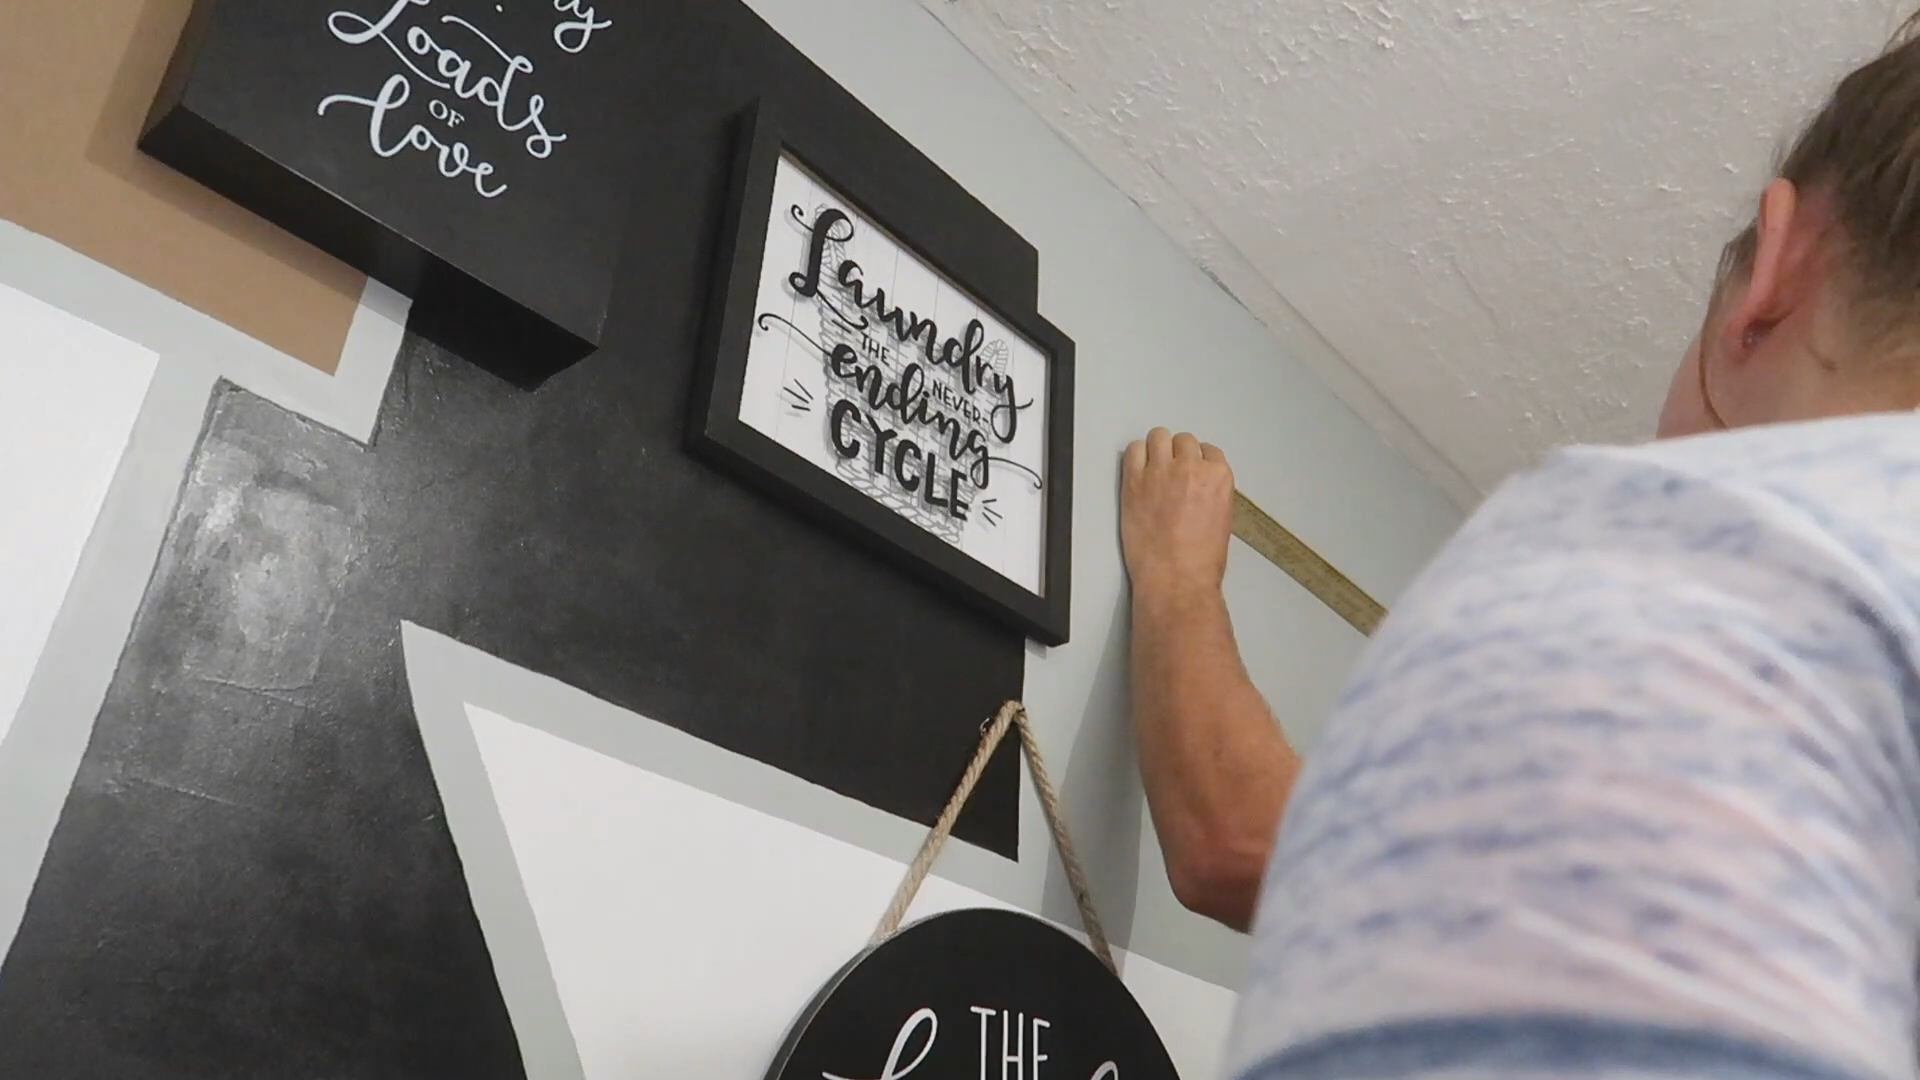 Loads
OF
love
Laundry
THE
NEVER-
ending
CYCLE
THE